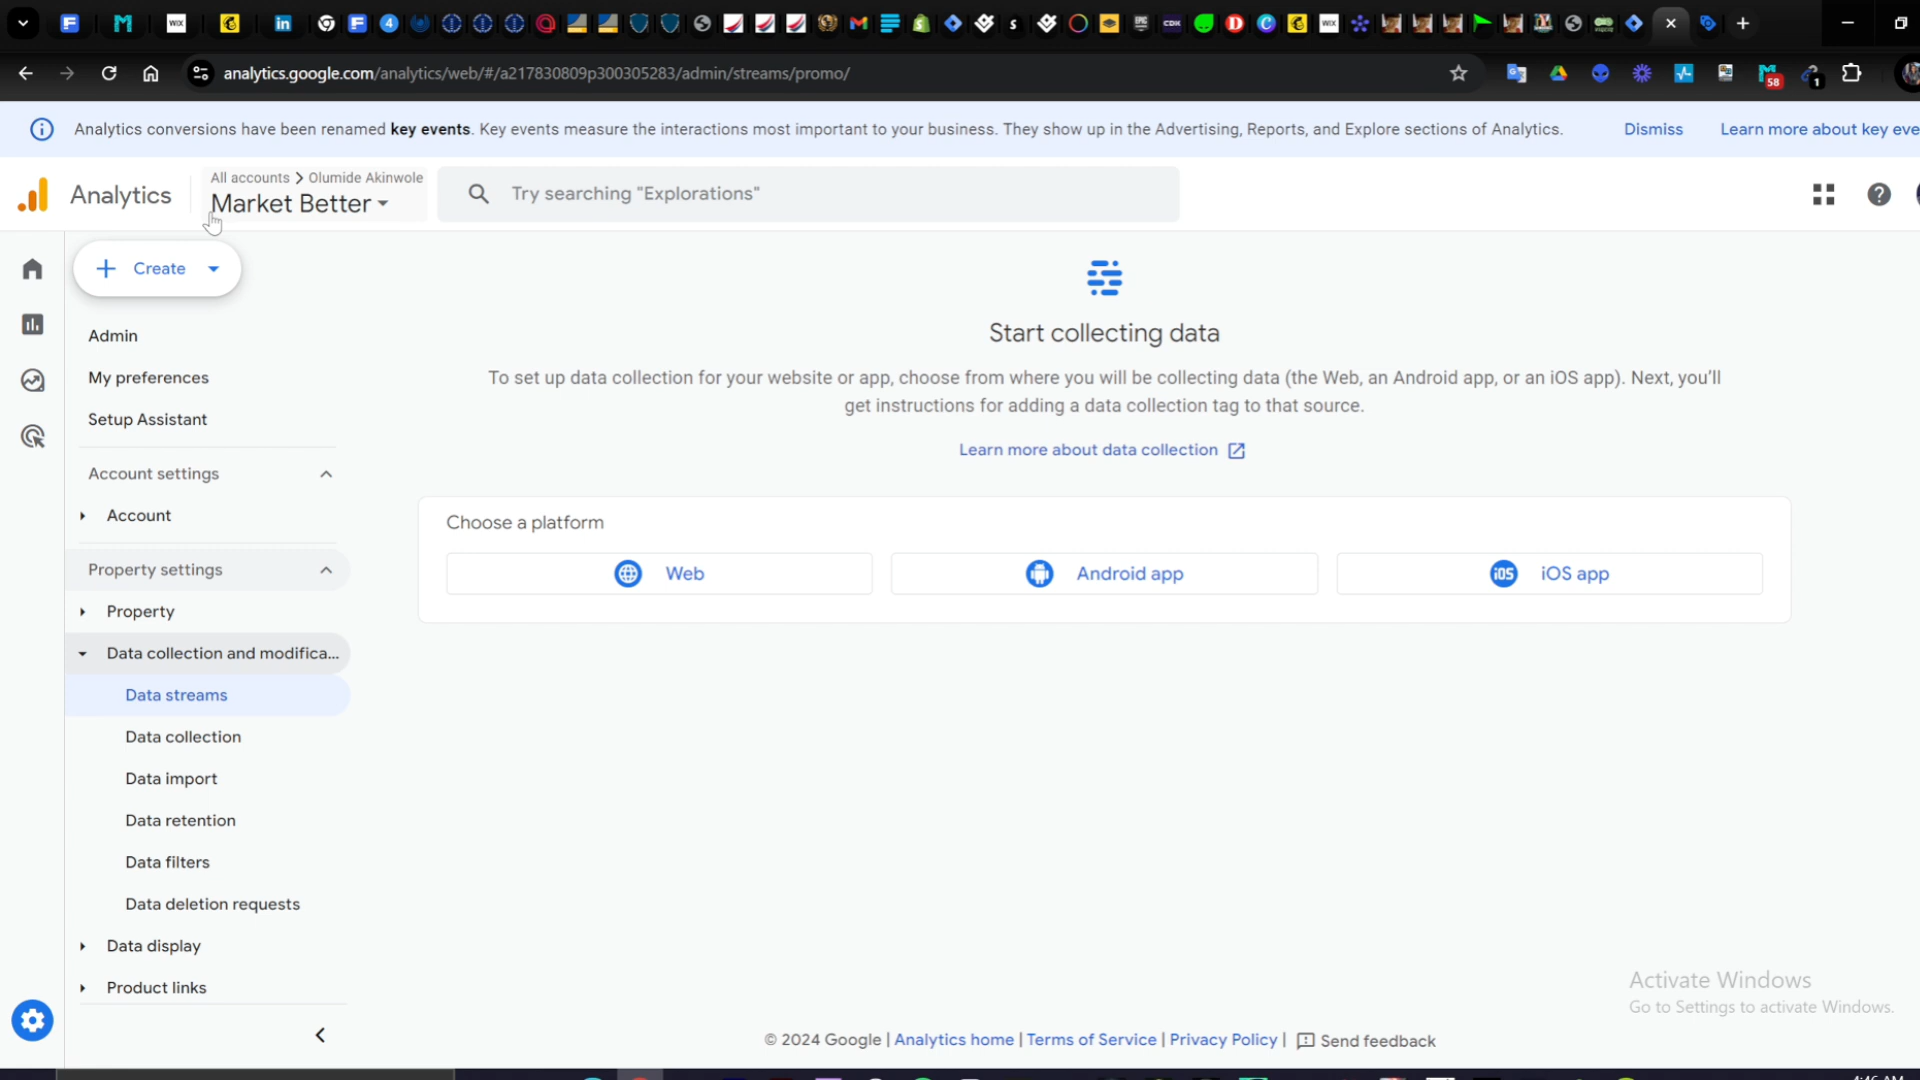 analytics.google.com/analytics/web/#/a217830809p300305283/admin/streams/promo/
58
1
Analytics conversions have been renamed key events. Key events measure the interactions most important to your business. They show up in the Advertising, Reports, and Explore sections of Analytics.
Dismiss
Learn more about key eve
Analytics
All accounts > Olumide Akinwole
Market Better
Try searching "Explorations"
Create
Admin
My preferences
Setup Assistant
Account settings
Account
Property settings
Property
Data collection and modifica...
Data streams
Data collection
Data import
Data retention
Data filters
Data deletion requests
Data display
Product links
Start collecting data
To set up data collection for your website or app, choose from where you will be collecting data (the Web, an Android app, or an iOS app). Next, you'll
get instructions for adding a data collection tag to that source.
Learn more about data collection
Choose a platform
Web
Android app
iOS
iOS app
Activate Windows
Go to Settings to activate Windows.
© 2024 Google | Analytics home | Terms of Service | Privacy Policy | Send feedback